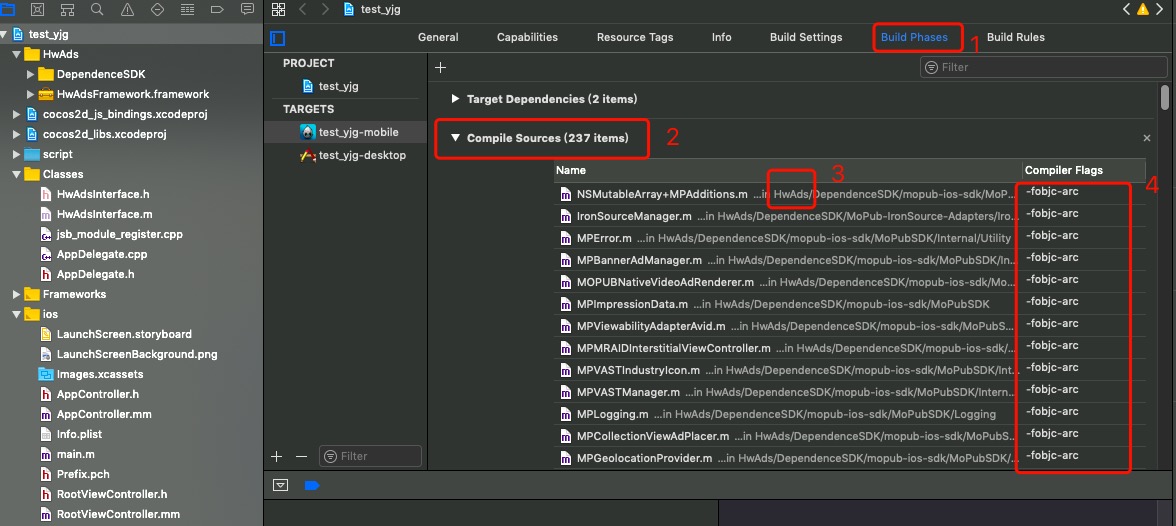 test_yjg
test_yjg
HwAds
DependenceSDK
HwAdsFramework.framework
cocos2d_js_bindings.xcodeproj
cocos2d_libs.xcodeproj
script
Classes
HwAdsInterface.h
HwAdsInterface.m
jsb_module_register.cpp
AppDelegate.cpp
AppDelegate.h
Frameworks
ios
LaunchScreen.storyboard
LaunchScreenBackground.png
Images.xcassets
AppController.h
AppController.mm
Info.plist
main.m
Prefix.pch
RootViewController.h
RootViewController.mm
General Capabilities Resource Tags Info Build Settings Build Phases 1 Build Rules
PROJECT
test_yjg
TARGETS
test_yjg-mobile
test_yjg-desktop
Filter
Filter
Target Dependencies (2 items)
Compile Sources (237 items) 2
3
4
Name Compiler Flags
NSMutableArray+MPAdditions.m ...in HwAds/DependenceSDK/mopub-ios-sdk/MoP... -fobjc-arc
IronSourceManager.m ...in HwAds/DependenceSDK/MoPub-IronSource-Adapters/Iro... -fobjc-arc
MPError.m ...in HwAds/DependenceSDK/mopub-ios-sdk/MoPubSDK/Internal/Utility -fobjc-arc
MPBannerAdManager.m ...in HwAds/DependenceSDK/mopub-ios-sdk/MoPubSDK/In... -fobjc-arc
MOPUBNativeVideoAdRenderer.m ...in HwAds/DependenceSDK/mopub-ios-sdk/Mo... -fobjc-arc
MPImpressionData.m ...in HwAds/DependenceSDK/mopub-ios-sdk/MoPubSDK -fobjc-arc
MPViewabilityAdapterAvid.m ...in HwAds/DependenceSDK/mopub-ios-sdk/MoPubS... -fobjc-arc
MPMRAIDInterstitialViewController.m ...in HwAds/DependenceSDK/mopub-ios-sdk/... -fobjc-arc
MPVASTIndustryIcon.m ...in HwAds/DependenceSDK/mopub-ios-sdk/MoPubSDK/Int... -fobjc-arc
MPVASTManager.m ...in HwAds/DependenceSDK/mopub-ios-sdk/MoPubSDK/Intern... -fobjc-arc
MPLogging.m ...in HwAds/DependenceSDK/mopub-ios-sdk/MoPubSDK/Logging -fobjc-arc
MPCollectionViewAdPlacer.m ...in HwAds/DependenceSDK/mopub-ios-sdk/MoPubS... -fobjc-arc
MPGeolocationProvider.m ...in HwAds/DependenceSDK/mopub-ios-sdk/MoPubSDK/... -fobjc-arc